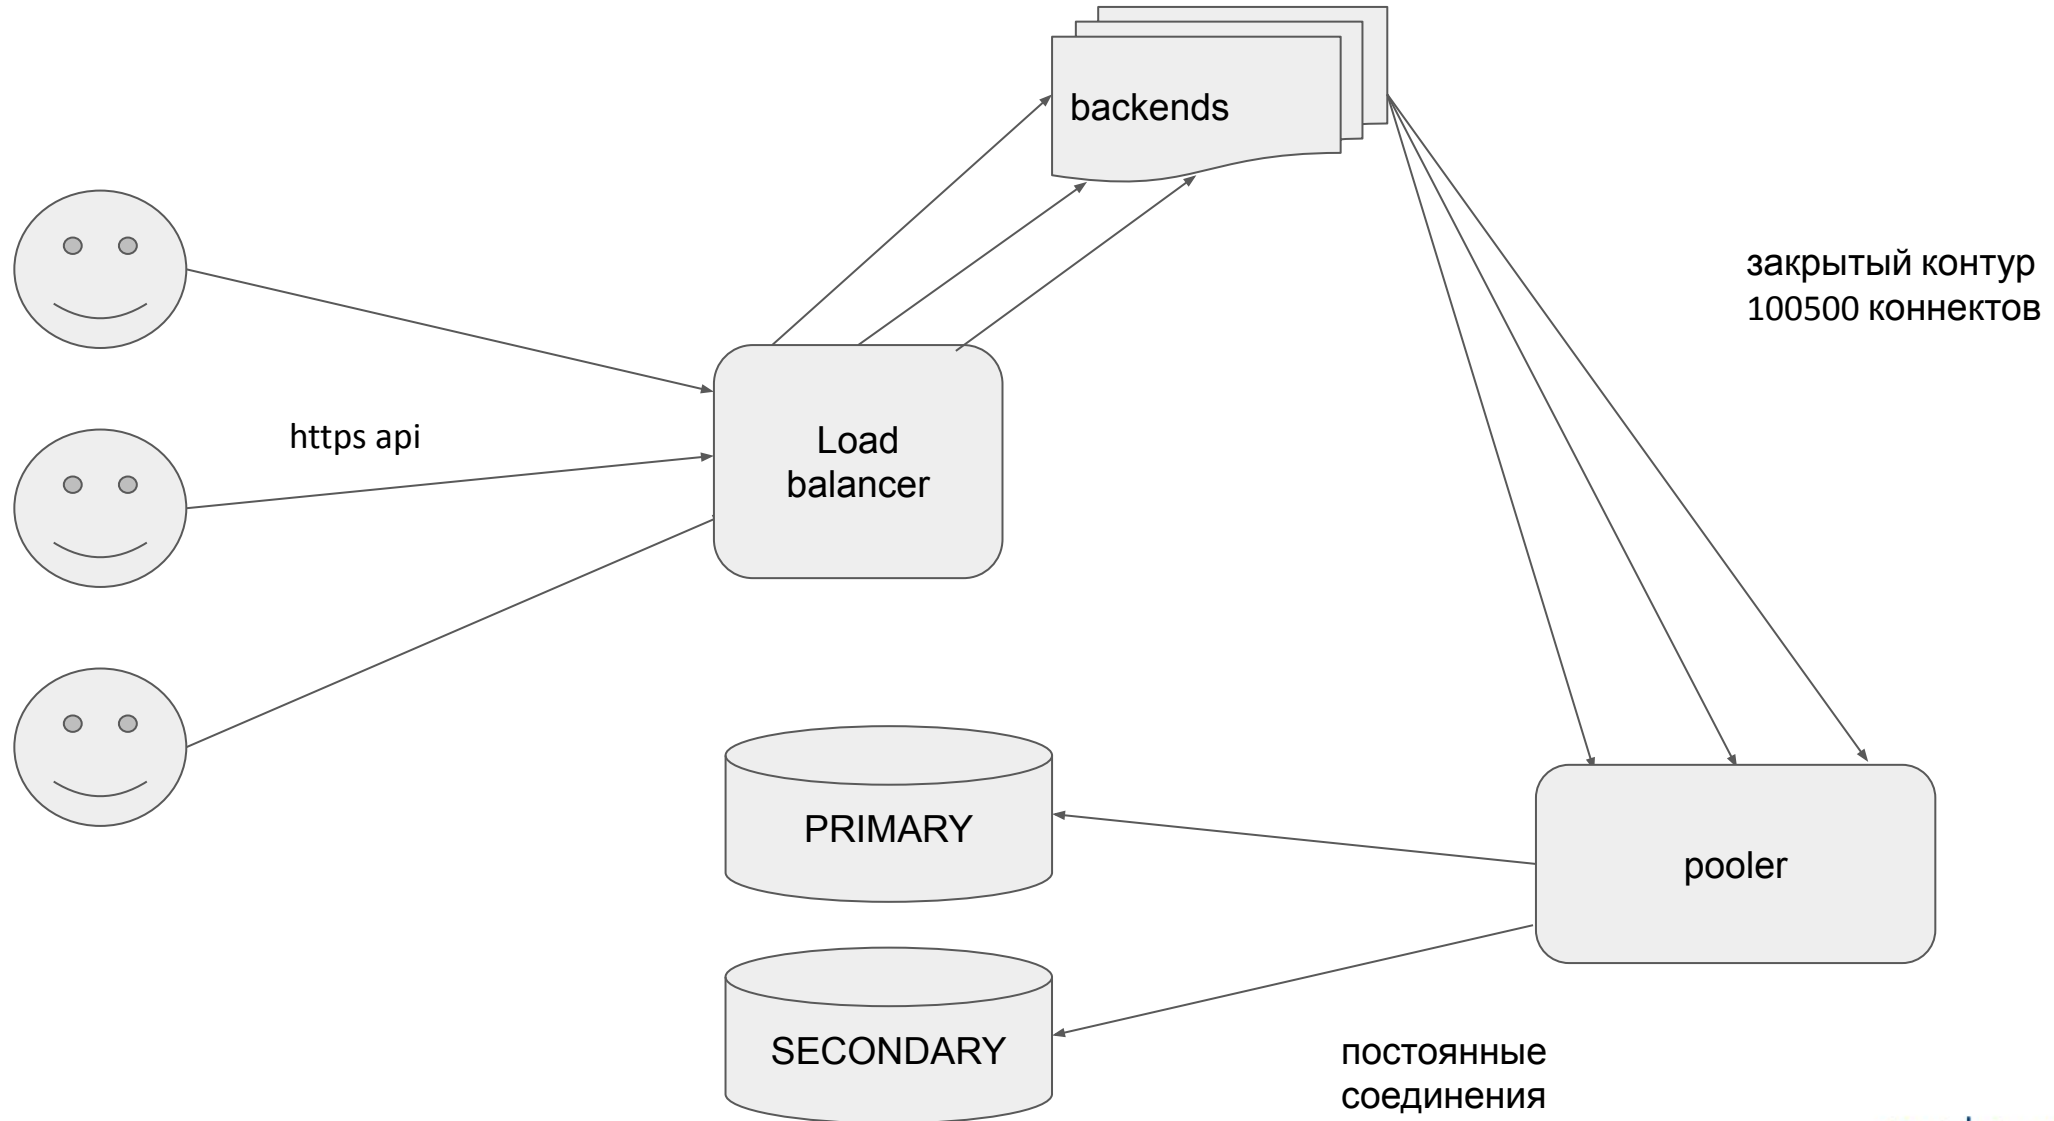 backends
закрытый контур
100500 коннектов
https api
Load
balancer
PRIMARY
pooler
SECONDARY
постоянные
соединения